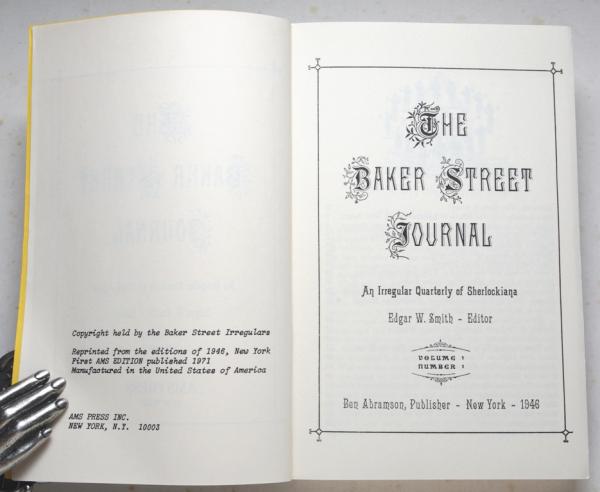 Copyright held by the Baker Street Irregulars
Reprinted from the editions of 1946, New York
First AMS EDITION published 1971
Manufactured in the United States of America
AMS PRESS INC.
NEW YORK, N.Y. 10003
THE
BAKER STREET
JOURNAL
An Irregular Quarterly of Sherlockiana
Edgar W. Smith - Editor
VOLUME 1
NUMBER 1
Ben Abramson, Publisher - New York - 1946